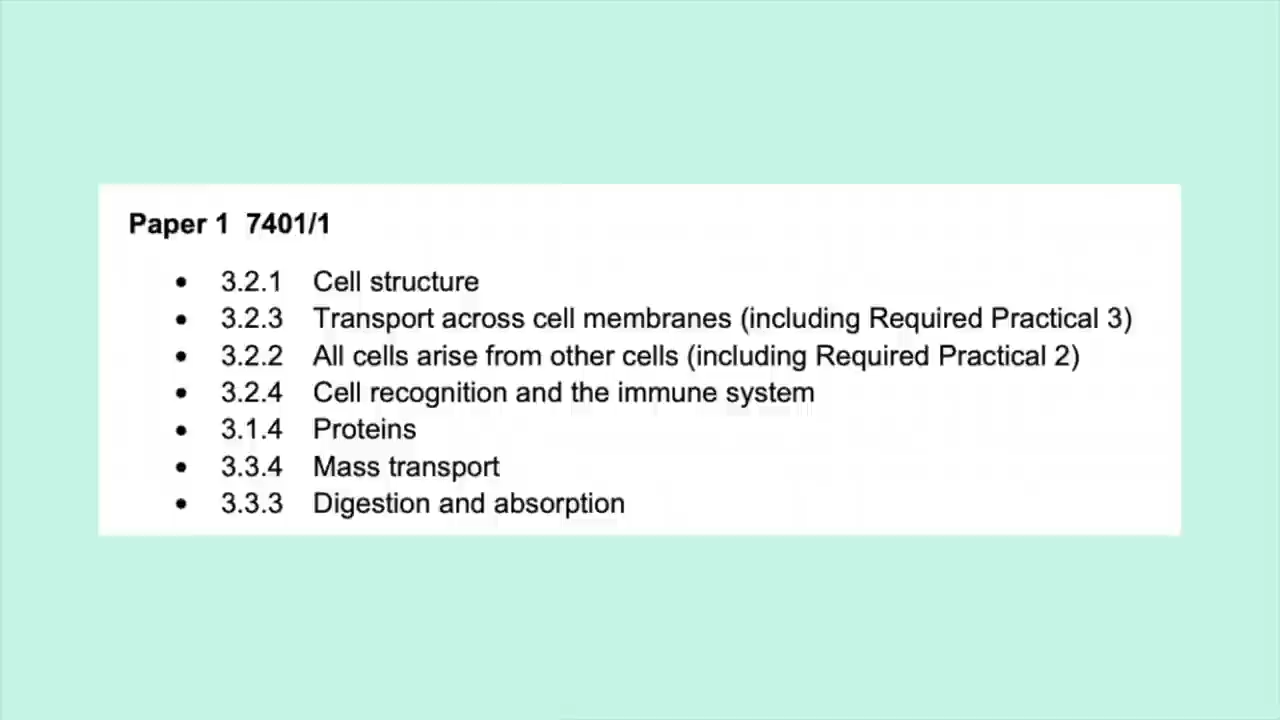 Paper 1 7401/1
• 3.2.1 Cell structure
• 3.2.3 Transport across cell membranes (including Required Practical 3)
• 3.2.2 All cells arise from other cells (including Required Practical 2)
• 3.2.4 Cell recognition and the immune system
• 3.1.4 Proteins
• 3.3.4 Mass transport
• 3.3.3 Digestion and absorption